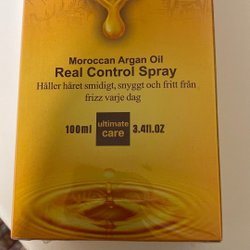 Moroccan Argan Oil
Real Control Spray
Håller håret smidigt, snyggt och fritt från
frizz varje dag
100ml ultimate care 3.4fl.OZ